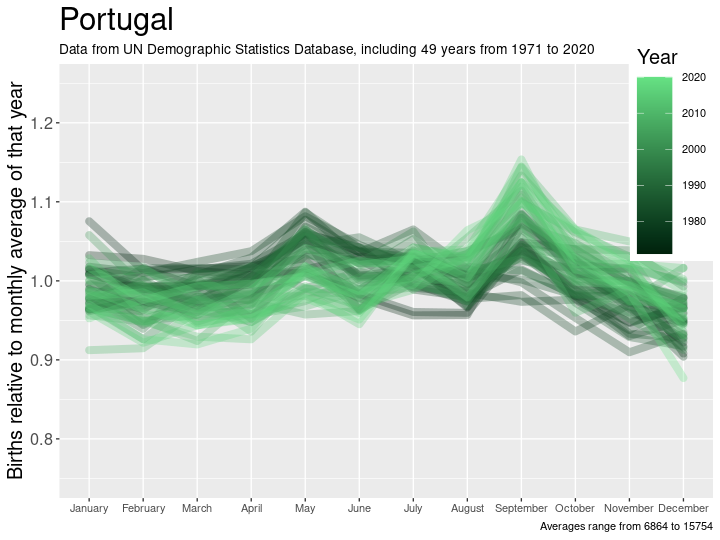 Portugal
Data from UN Demographic Statistics Database, including 49 years from 1971 to 2020
Year
2020
2010
2000
1990
1980
Births relative to monthly average of that year
1.2
1.1
1.0
0.9
0.8
January February March April May June July August September October November December
Averages range from 6864 to 15754